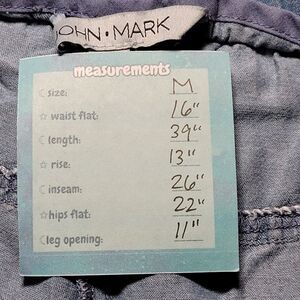 OHN • MARK
measurements
size: M
waist flat: 16"
length: 39"
rise: 13"
inseam: 26"
hips flat: 22"
leg opening: 11"